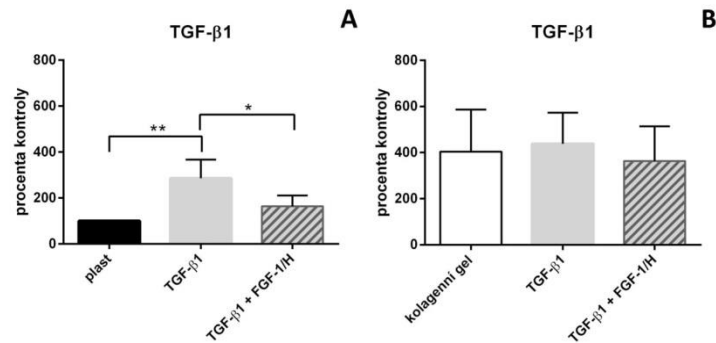 TGF-β1
A
procenta kontroly
800
600
400
200
0
**
*
plast
TGF-β1
TGF-β1 + FGF-1/H
TGF-β1
B
procenta kontroly
800
600
400
200
0
kolagenní gel
TGF-β1
TGF-β1 + FGF-1/H